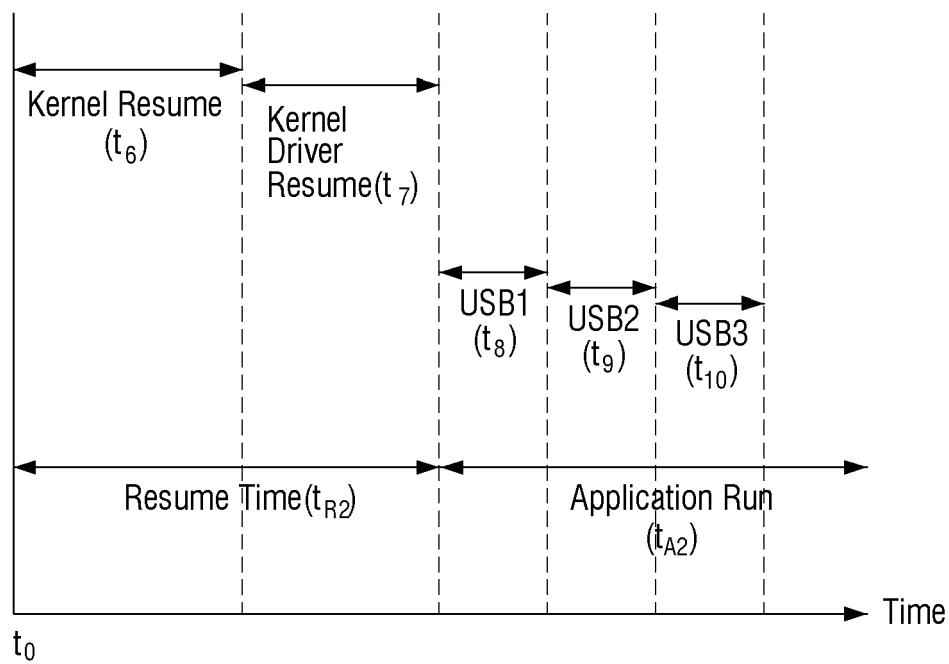 Kernel Resume
(t6)
Kernel
Driver
Resume(t7)
USB1
(t8)
USB2
(t9)
USB3
(t10)
Resume Time(tR2)
Application Run
(tA2)
Time
t0